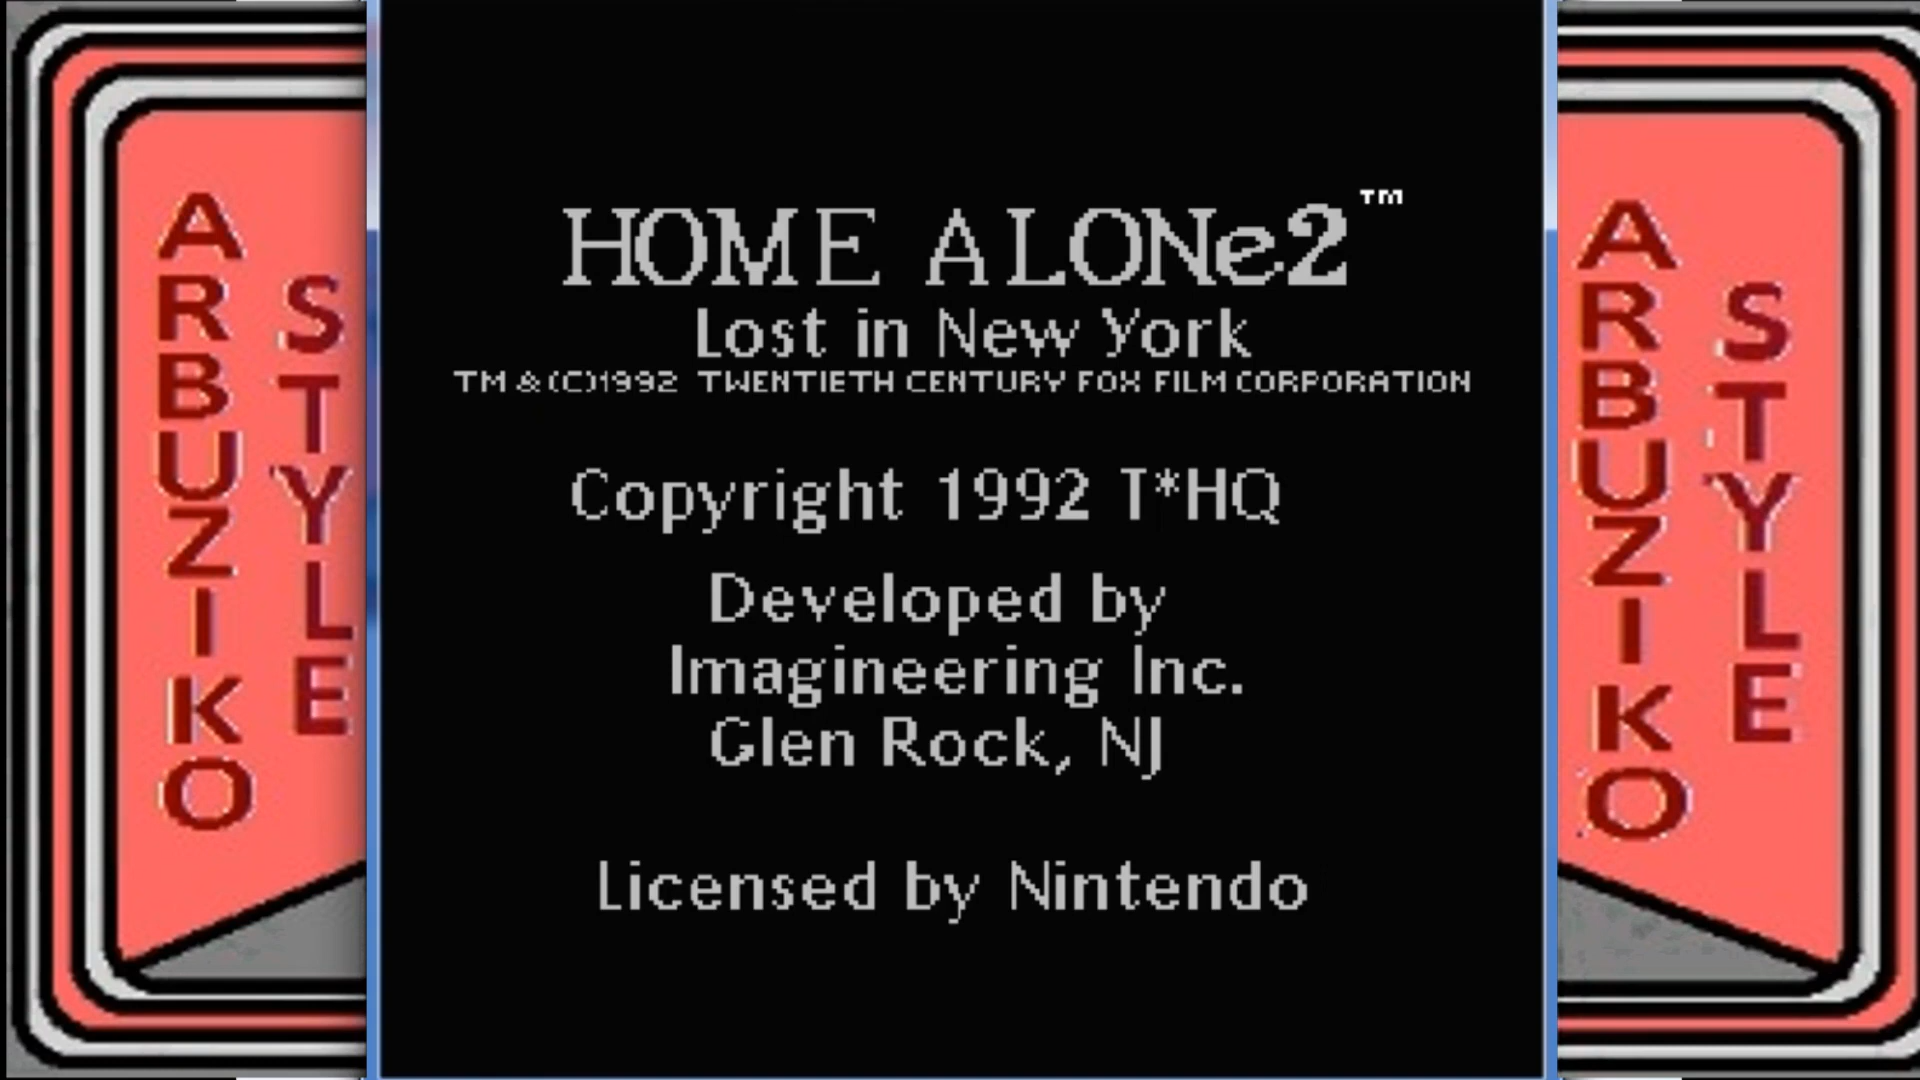 ARBUZIKO
STYLE
HOME ALONe2™
Lost in New York
TM & (C)1992 TWENTIETH CENTURY FOX FILM CORPORATION
Copyright 1992 T*HQ
Developed by
Imagineering Inc.
Glen Rock, NJ
Licensed by Nintendo
ARBUZIKO
STYLE